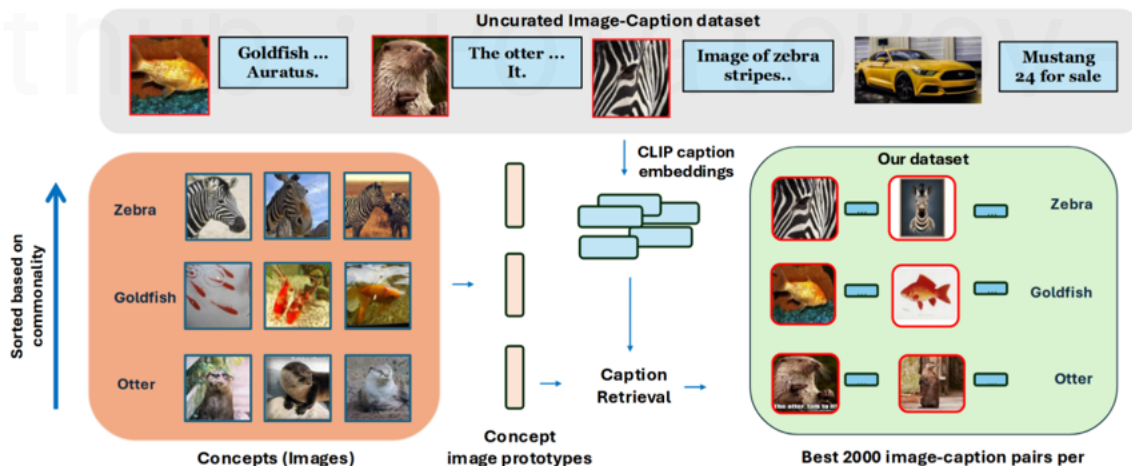 Uncurated Image-Caption dataset
Goldfish ...
Auratus.
The otter ...
It.
Image of zebra
stripes..
Mustang
24 for sale
CLIP caption
embeddings
Our dataset
Sorted based on
commonality
Zebra
Goldfish
Otter
Caption
Retrieval
Zebra
...
...
Goldfish
...
...
Otter
Concepts (Images)
Concept
image prototypes
Best 2000 image-caption pairs per